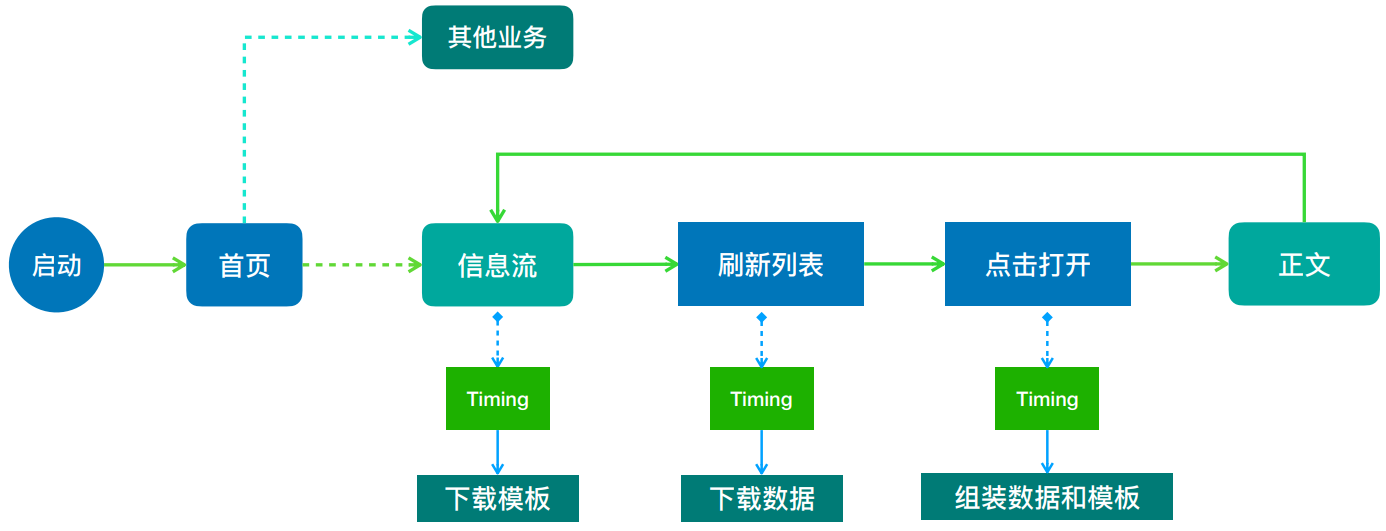 其他业务
启动
首页
信息流
刷新列表
点击打开
正文
Timing
Timing
Timing
下载模板
下载数据
组装数据和模板